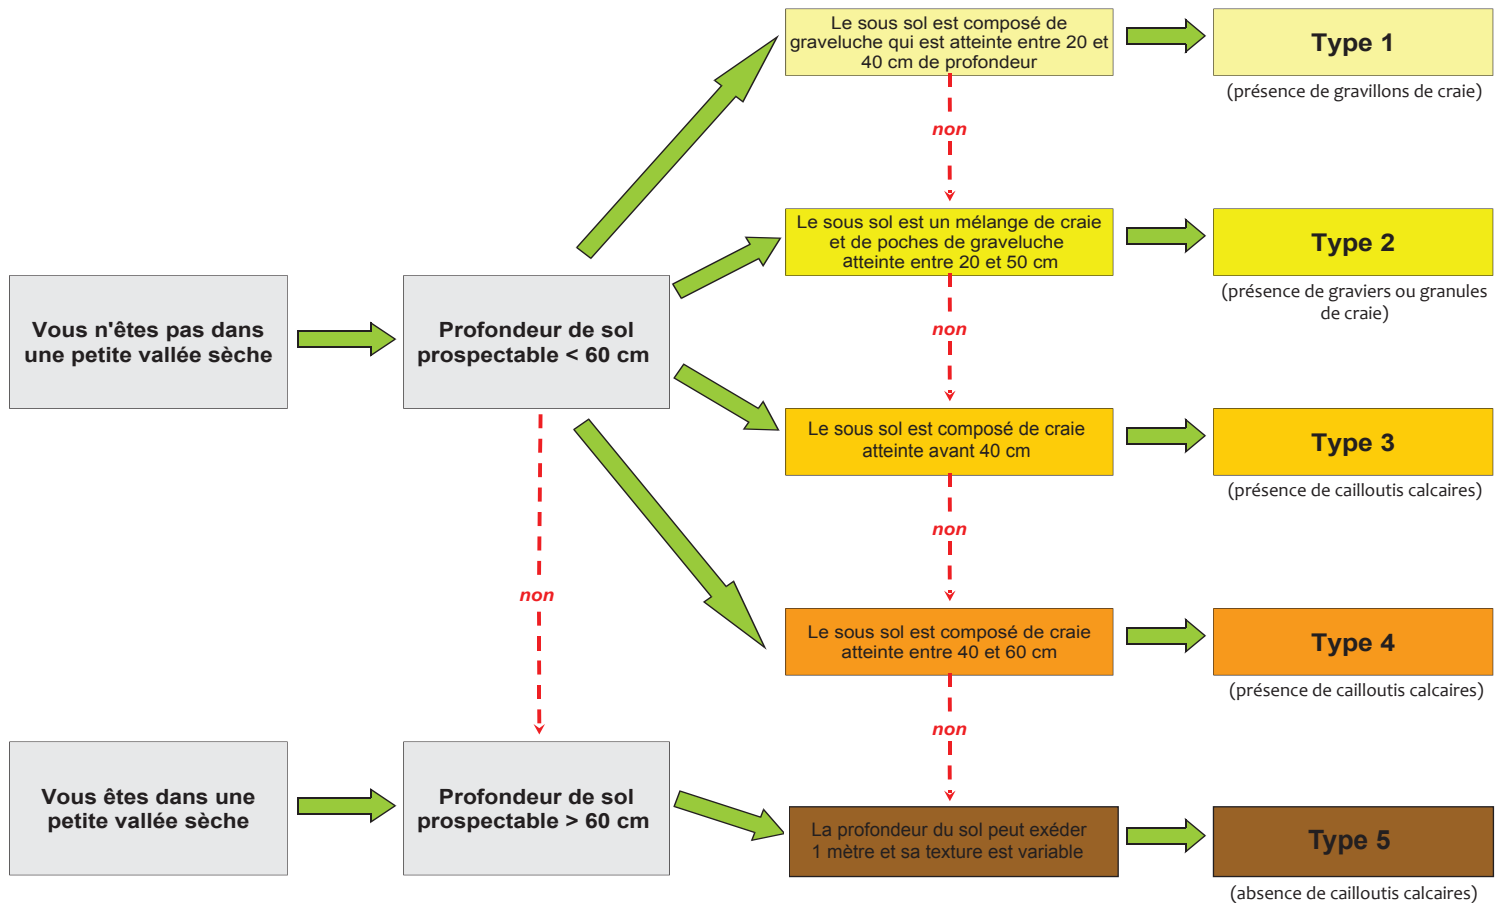 Le sous sol est composé de
graveluche qui est atteinte entre 20 et
40 cm de profondeur
Type 1
(présence de gravillons de craie)
non
Le sous sol est un mélange de craie
et de poches de graveluche
atteinte entre 20 et 50 cm
Type 2
(présence de graviers ou granules
de craie)
Vous n'êtes pas dans
une petite vallée sèche
Profondeur de sol
prospectable < 60 cm
non
Le sous sol est composé de craie
atteinte avant 40 cm
Type 3
(présence de cailloutis calcaires)
non
non
Le sous sol est composé de craie
atteinte entre 40 et 60 cm
Type 4
(présence de cailloutis calcaires)
non
Vous êtes dans une
petite vallée sèche
Profondeur de sol
prospectable > 60 cm
La profondeur du sol peut exéder
1 mètre et sa texture est variable
Type 5
(absence de cailloutis calcaires)